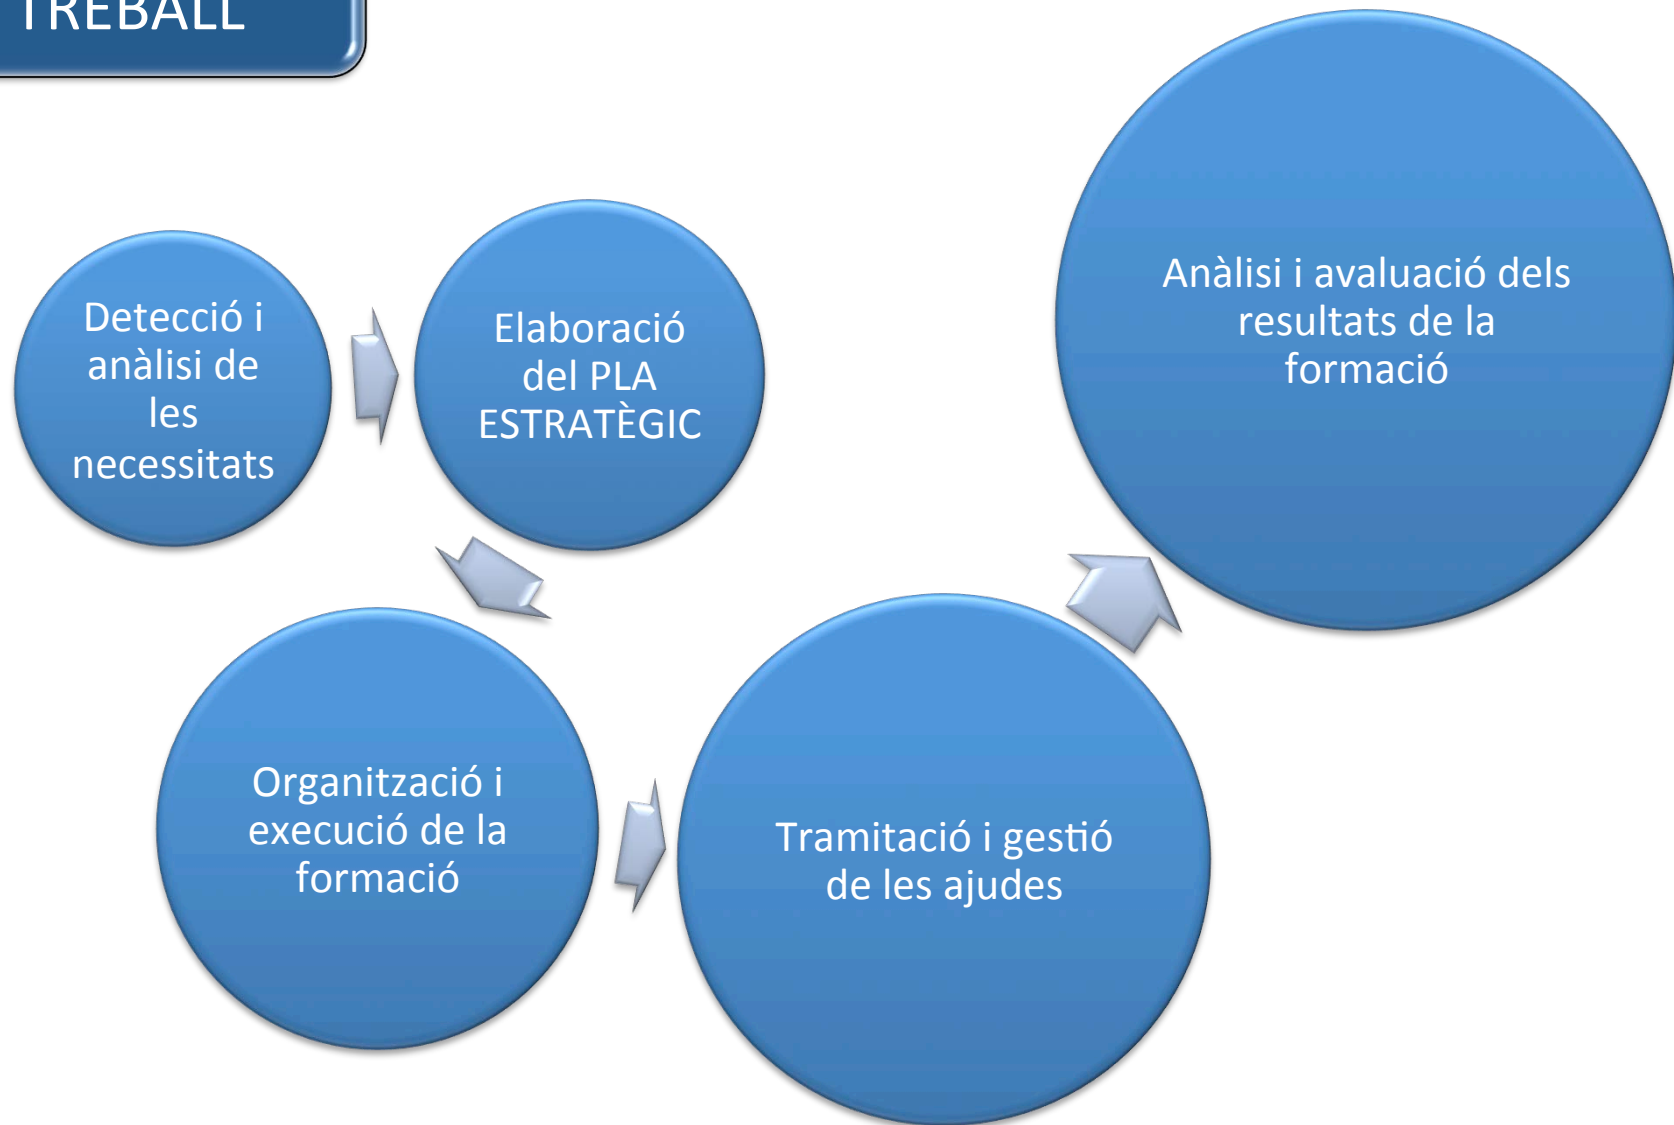 TREBALL
Detecció i
anàlisi de
les
necessitats
Elaboració
del PLA
ESTRATÈGIC
Organització i
execució de la
formació
Tramitació i gestió
de les ajudes
Anàlisi i avaluació dels
resultats de la
formació